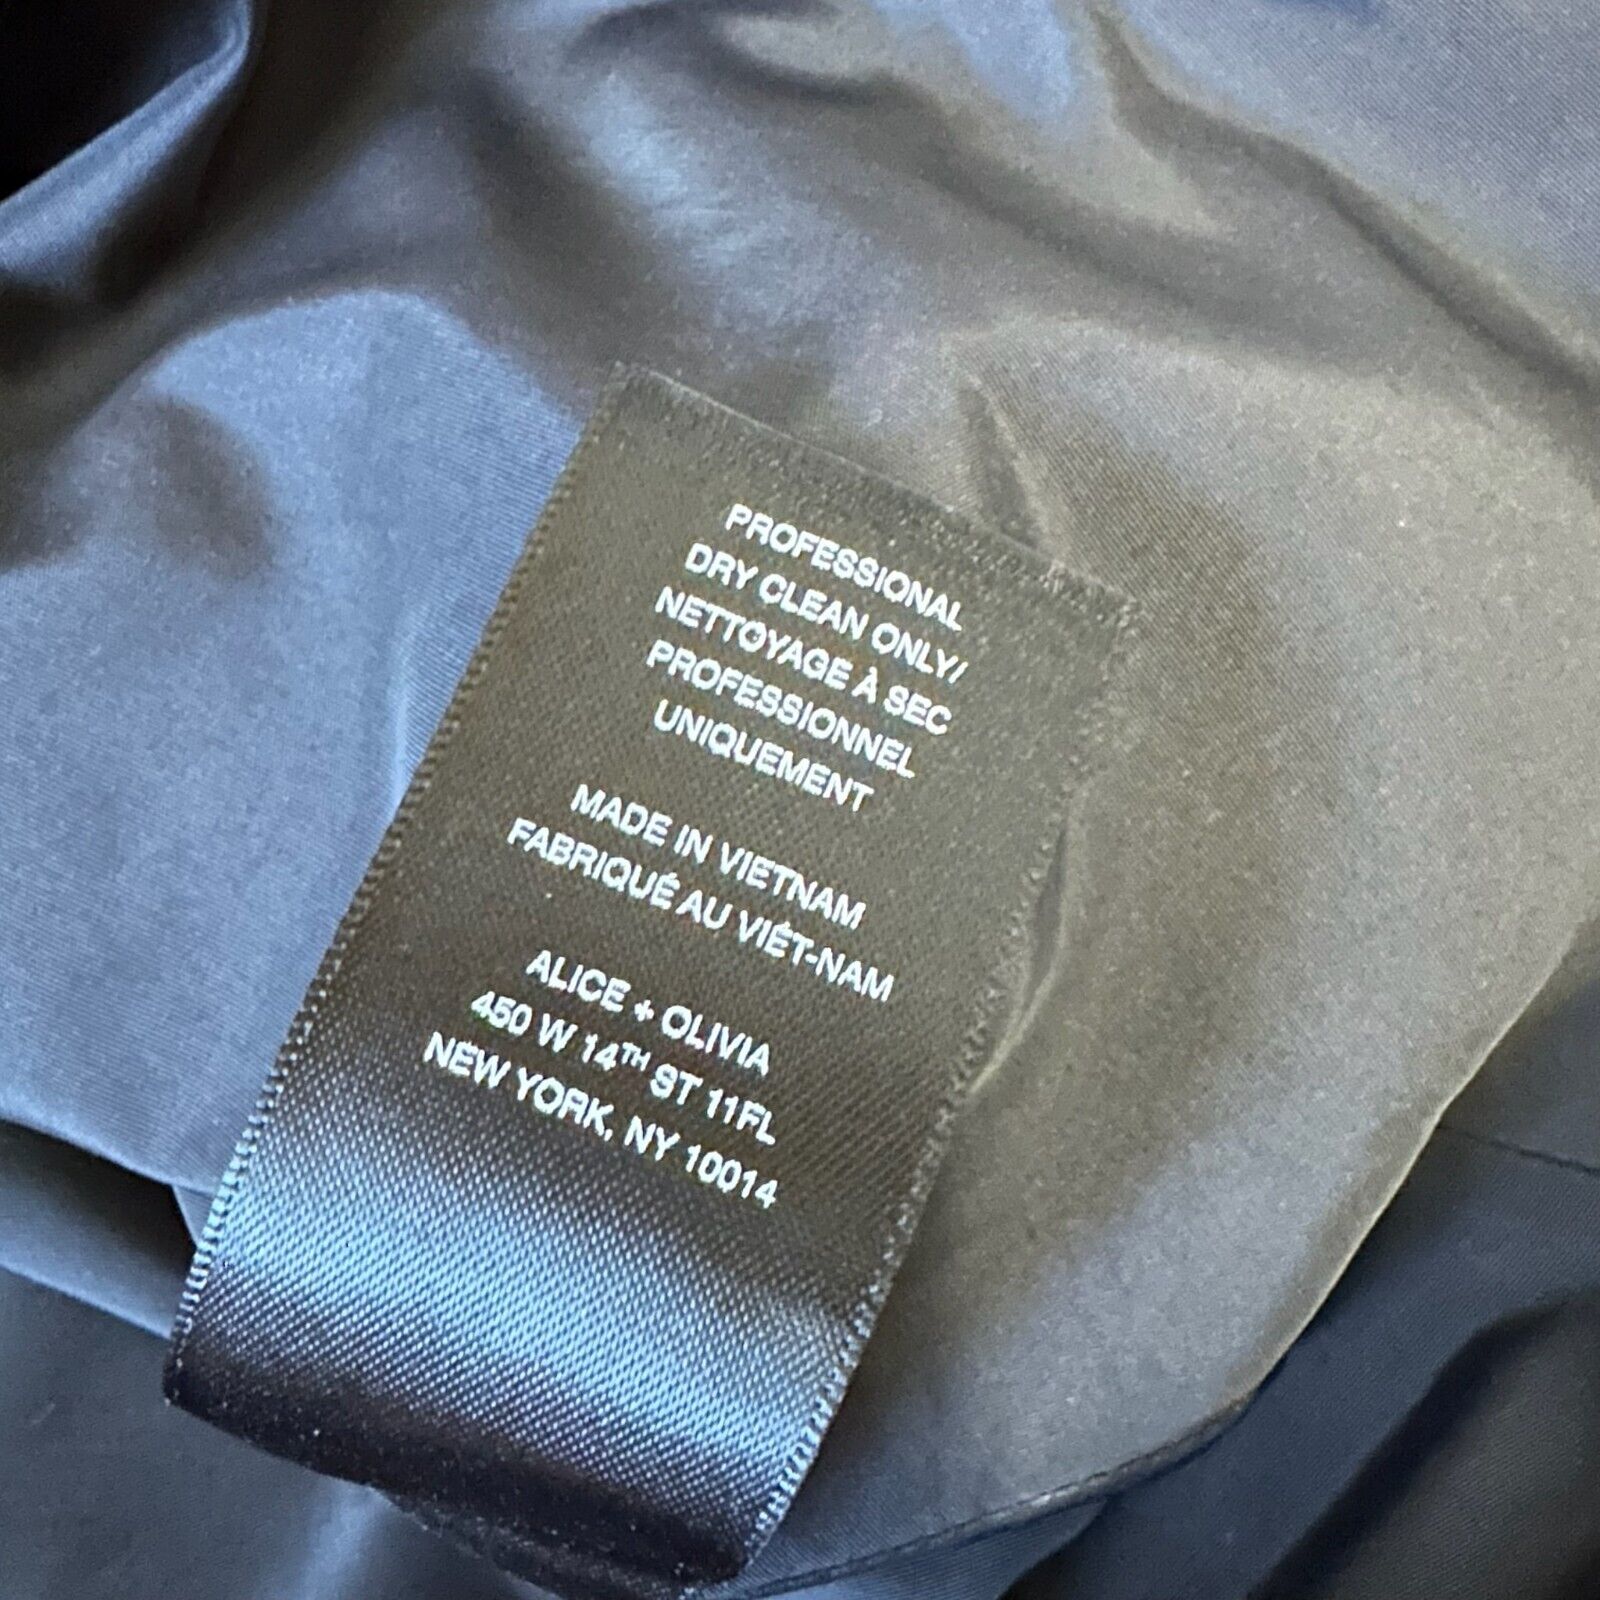 PROFESSIONAL
DRY CLEAN ONLY/
NETTOYAGE À SEC
PROFESSIONNEL
UNIQUEMENT
MADE IN VIETNAM
FABRIQUÉ AU VIÉT-NAM
ALICE + OLIVIA
450 W 14TH ST 11FL
NEW YORK, NY 10014